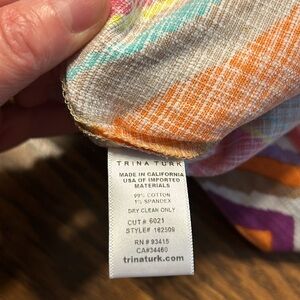 TRINA TURK
MADE IN CALIFORNIA
USA OF IMPORTED
MATERIALS
99% COTTON
1% SPANDEX
DRY CLEAN ONLY
CUT# 6021
STYLE# 162509
RN# 93415
CA#34460
trinaturk.com